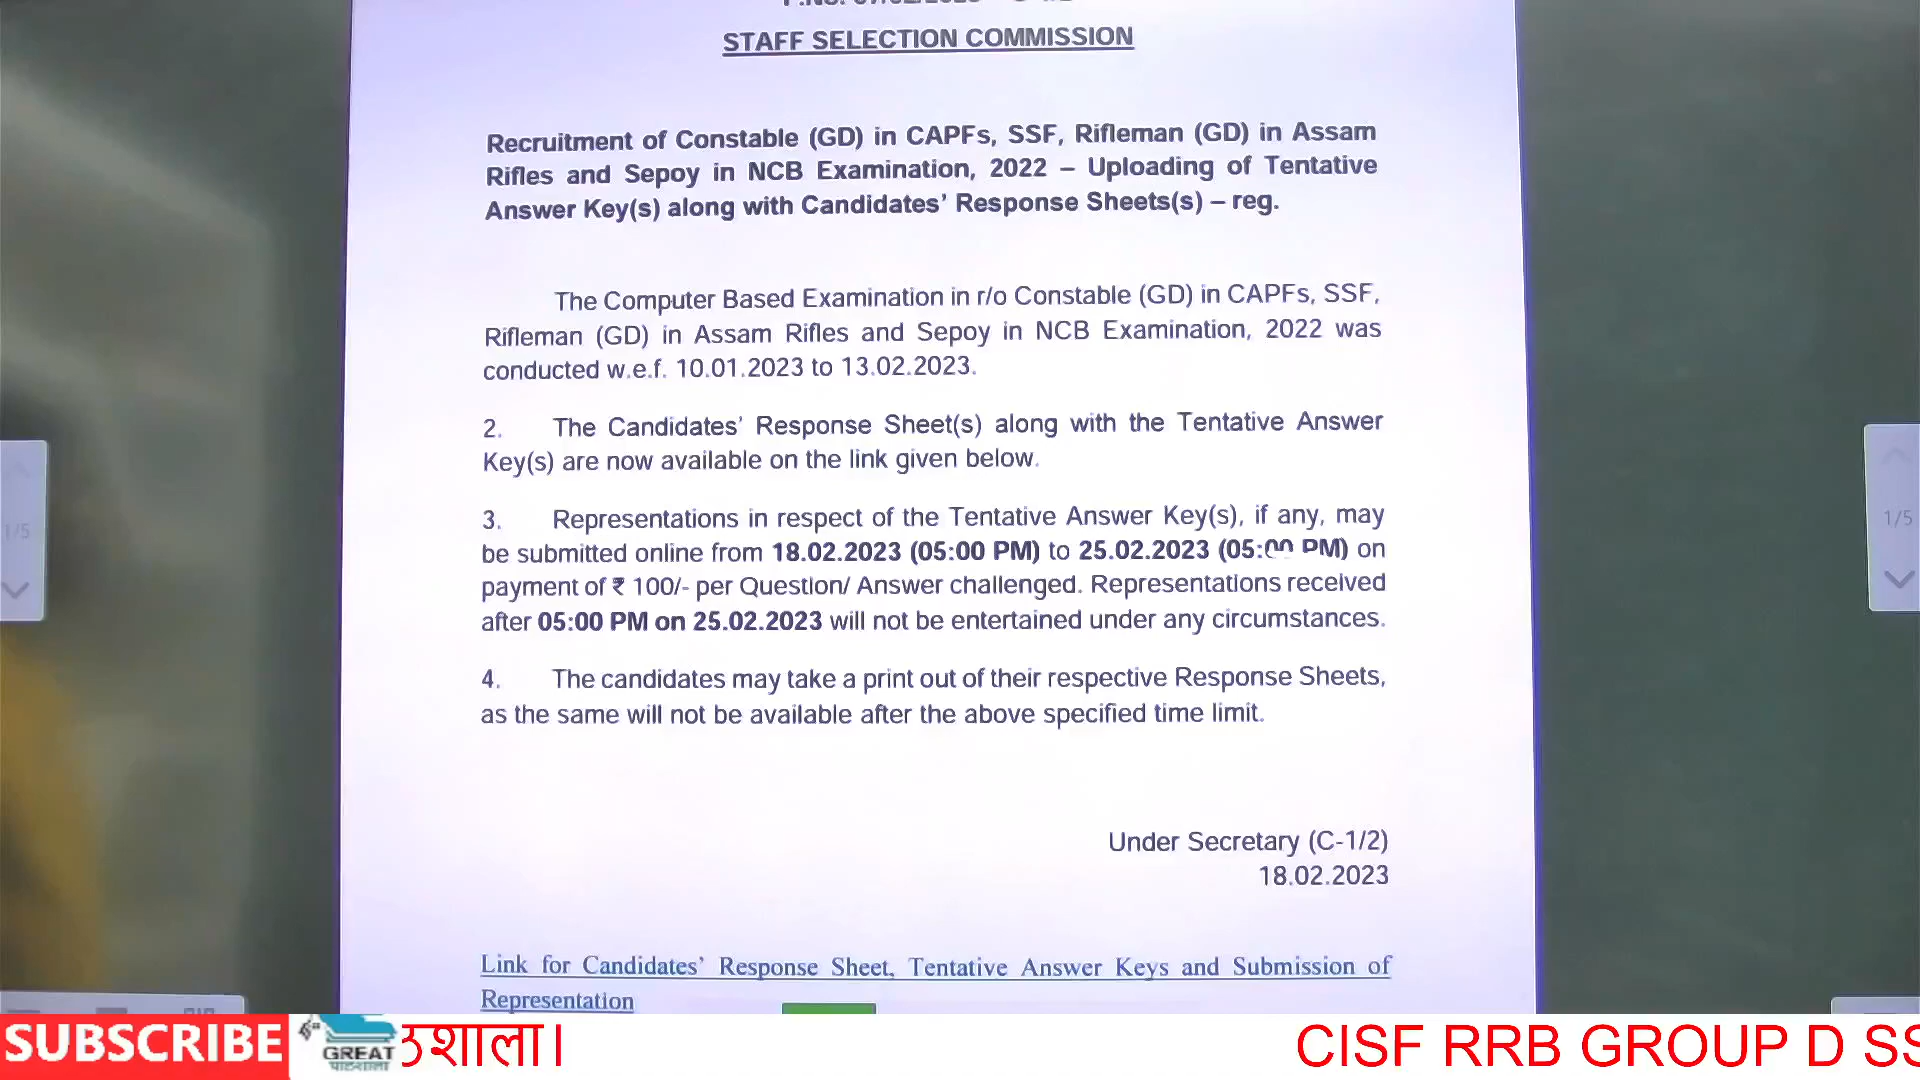 STAFF SELECTION COMMISSION
Recruitment of Constable (GD) in CAPFs, SSF, Rifleman (GD) in Assam
Rifles and Sepoy in NCB Examination, 2022 – Uploading of Tentative
Answer Key(s) along with Candidates’ Response Sheets(s) – reg.
The Computer Based Examination in r/o Constable (GD) in CAPFs, SSF,
Rifleman (GD) in Assam Rifles and Sepoy in NCB Examination, 2022 was
conducted w.e.f. 10.01.2023 to 13.02.2023.
2. The Candidates’ Response Sheet(s) along with the Tentative Answer
Key(s) are now available on the link given below.
3. Representations in respect of the Tentative Answer Key(s), if any, may
be submitted online from 18.02.2023 (05:00 PM) to 25.02.2023 (05:00 PM) on
payment of ₹ 100/- per Question/ Answer challenged. Representations received
after 05:00 PM on 25.02.2023 will not be entertained under any circumstances.
4. The candidates may take a print out of their respective Response Sheets,
as the same will not be available after the above specified time limit.
Under Secretary (C-1/2)
18.02.2023
Link for Candidates’ Response Sheet, Tentative Answer Keys and Submission of
Representation
1/5
1/5
SUBSCRIBE
GREAT
पाठशाला
ठशाला।
CISF RRB GROUP D SS